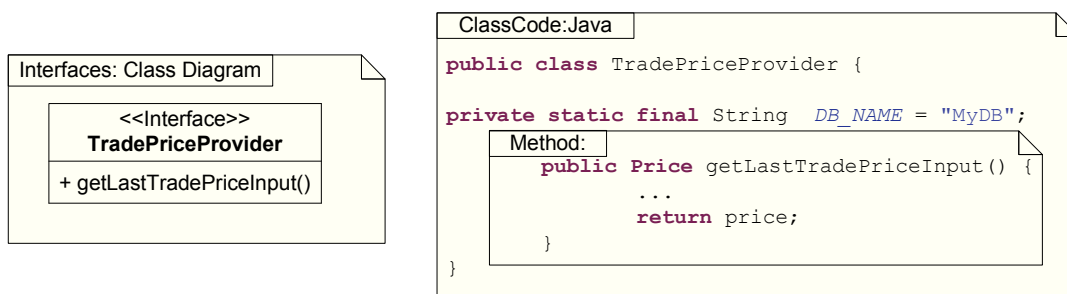 Interfaces: Class Diagram
<<Interface>>
TradePriceProvider
+ getLastTradePriceInput()
ClassCode:Java
public class TradePriceProvider {
private static final String DB_NAME = "MyDB";
Method:
public Price getLastTradePriceInput() {
...
return price;
}
}